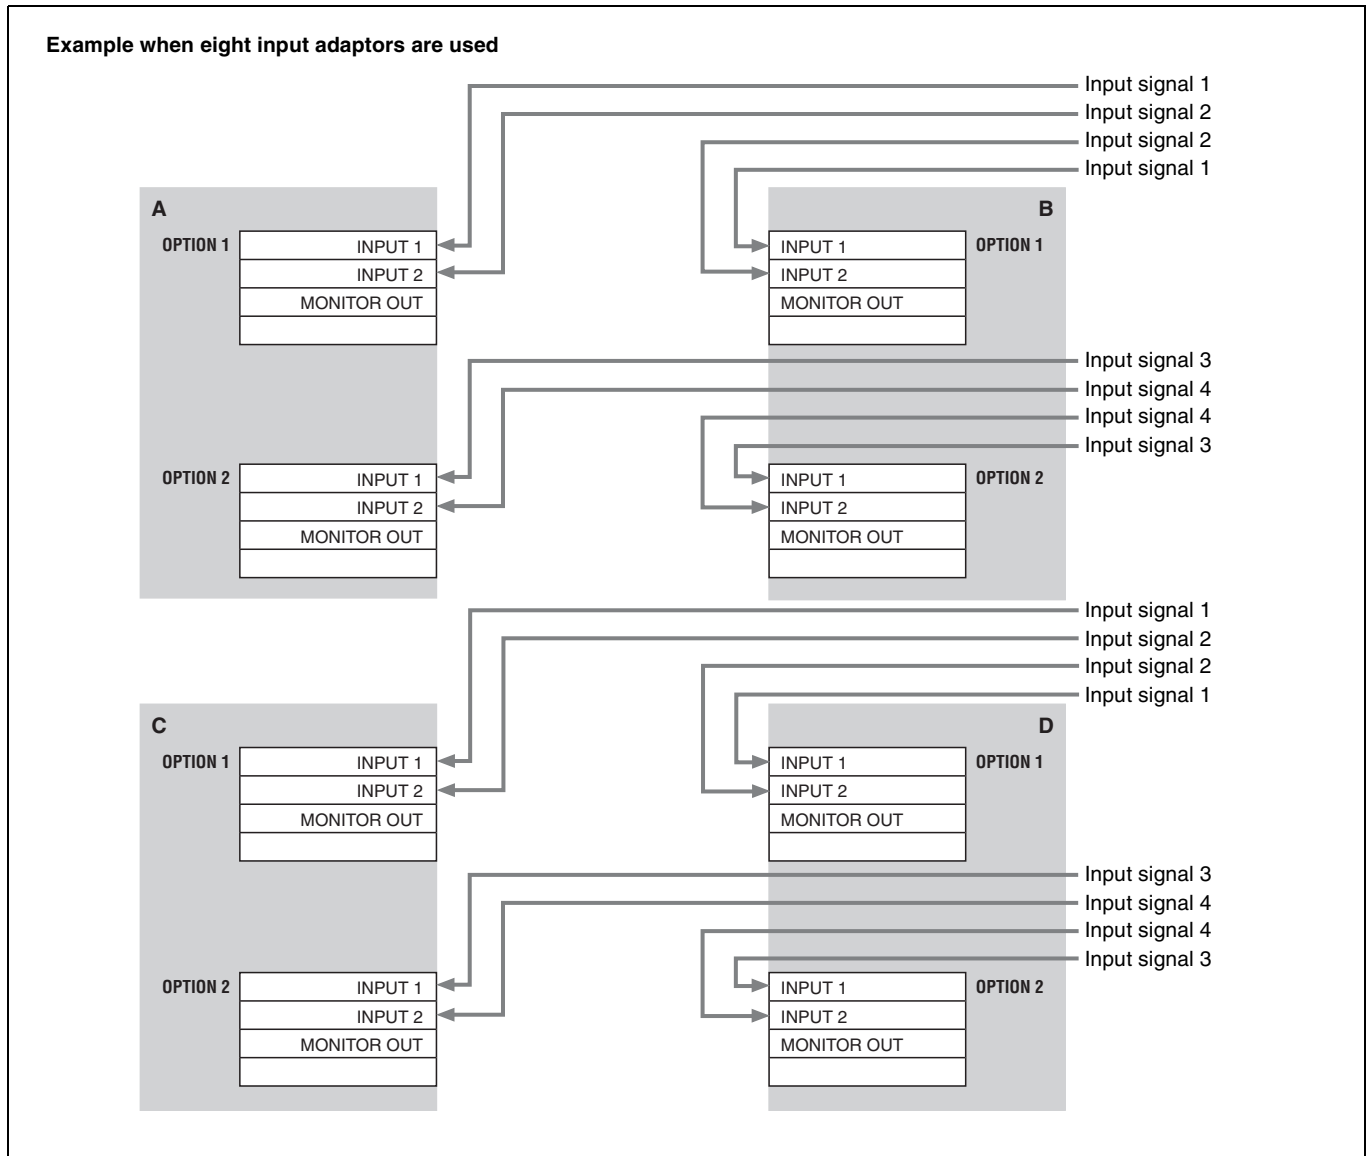 Example when eight input adaptors are used
Input signal 1
Input signal 2
Input signal 2
Input signal 1
A
OPTION 1
INPUT 1
INPUT 2
MONITOR OUT
B
INPUT 1
INPUT 2
MONITOR OUT
OPTION 1
Input signal 3
Input signal 4
Input signal 4
Input signal 3
OPTION 2
INPUT 1
INPUT 2
MONITOR OUT
INPUT 1
INPUT 2
MONITOR OUT
OPTION 2
Input signal 1
Input signal 2
Input signal 2
Input signal 1
C
OPTION 1
INPUT 1
INPUT 2
MONITOR OUT
D
INPUT 1
INPUT 2
MONITOR OUT
OPTION 1
Input signal 3
Input signal 4
Input signal 4
Input signal 3
OPTION 2
INPUT 1
INPUT 2
MONITOR OUT
INPUT 1
INPUT 2
MONITOR OUT
OPTION 2